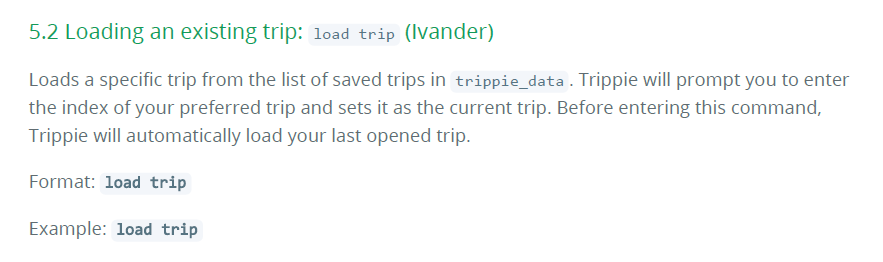 5.2 Loading an existing trip: load trip (Ivander)
Loads a specific trip from the list of saved trips in trippie_data. Trippie will prompt you to enter
the index of your preferred trip and sets it as the current trip. Before entering this command,
Trippie will automatically load your last opened trip.
Format: load trip
Example: load trip